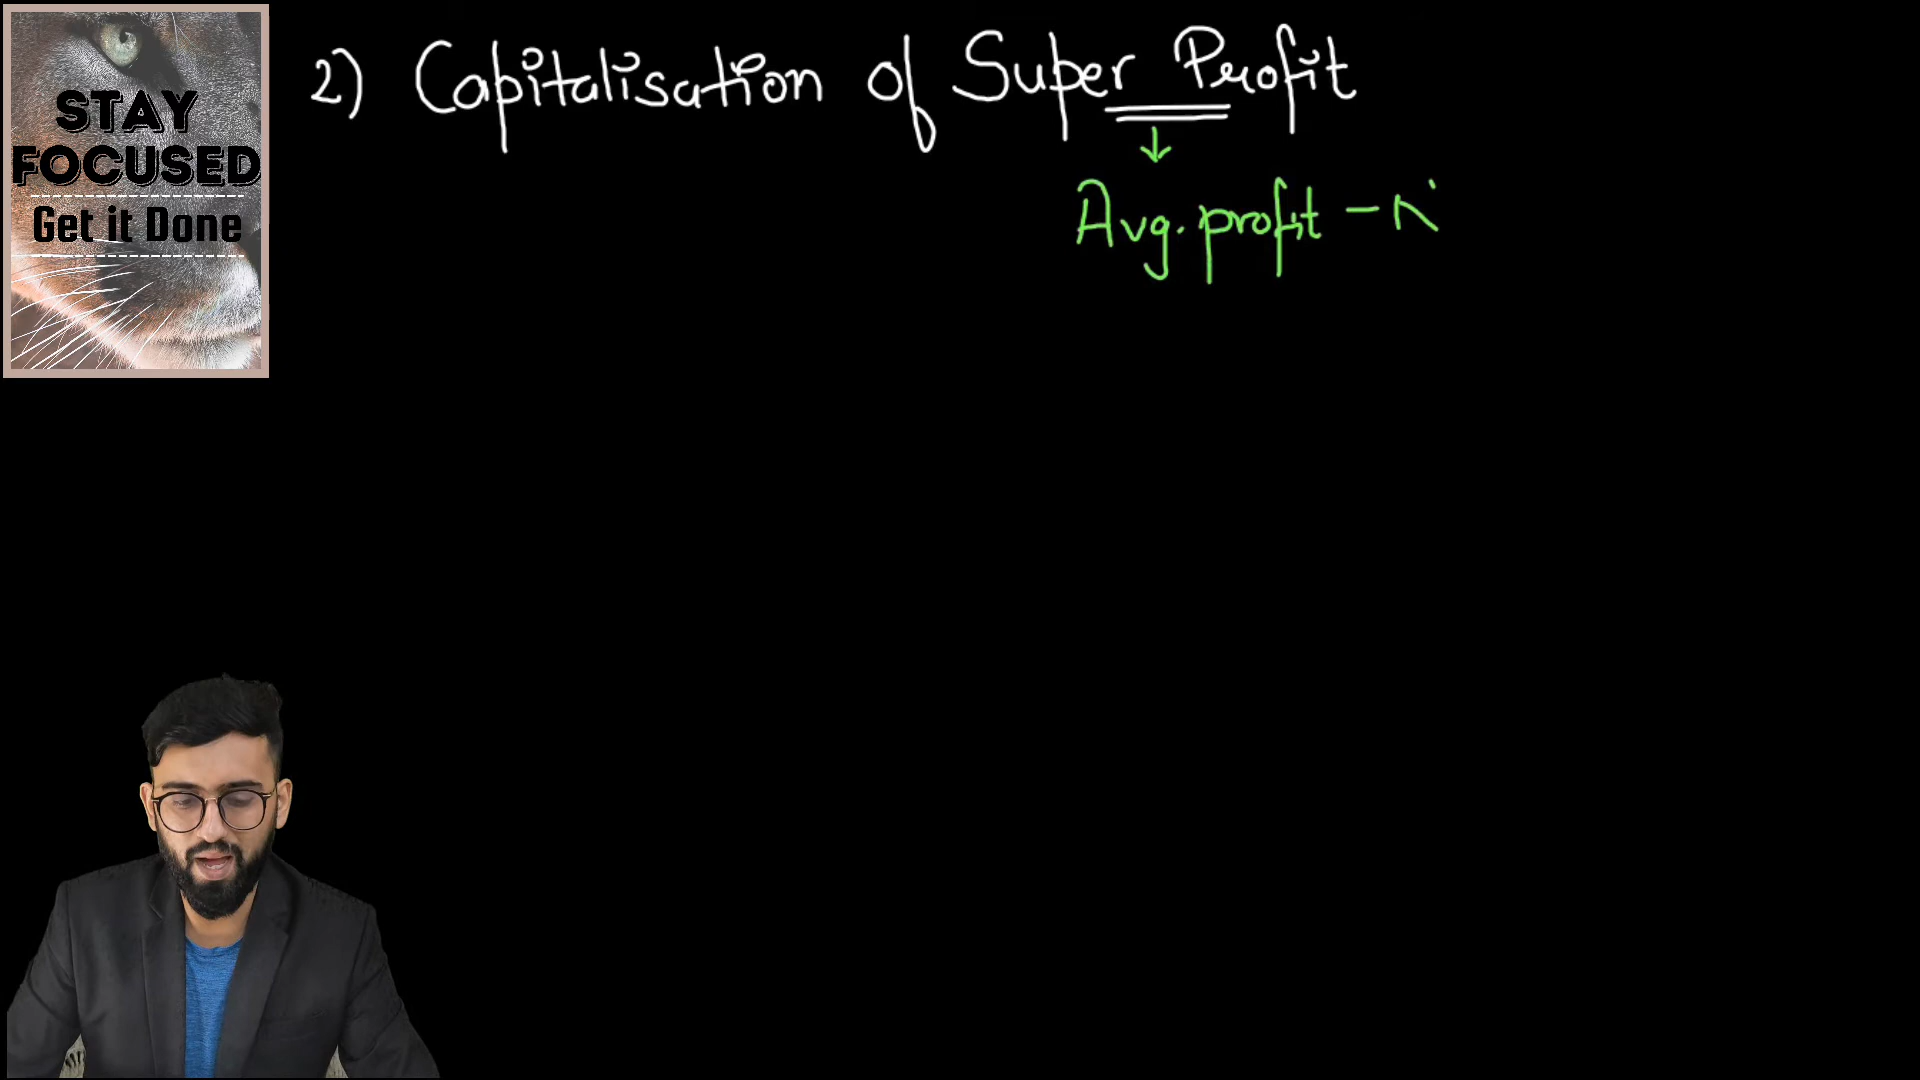 STAY
FOCUSED
Get it Done
2) Capitalisation of Super Profit
Avg. profit -